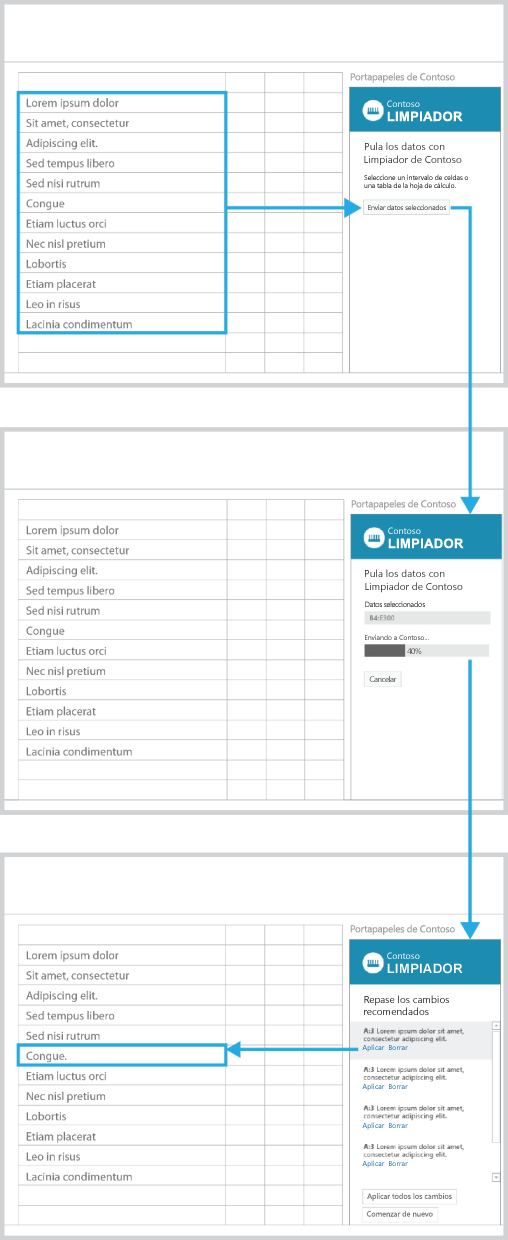 Portapapeles de Contoso
Lorem ipsum dolor
Sit amet, consectetur
Adipiscing elit.
Sed tempus libero
Sed nisi rutrum
Congue
Etiam luctus orci
Nec nisl pretium
Lobortis
Etiam placerat
Leo in risus
Lacinia condimentum
Contoso
LIMPIADOR
Pula los datos con
Limpiador de Contoso
Seleccione un intervalo de celdas o
una tabla de la hoja de cálculo.
Enviar datos seleccionados
Portapapeles de Contoso
Lorem ipsum dolor
Sit amet, consectetur
Adipiscing elit.
Sed tempus libero
Sed nisi rutrum
Congue
Etiam luctus orci
Nec nisl pretium
Lobortis
Etiam placerat
Leo in risus
Lacinia condimentum
Contoso
LIMPIADOR
Pula los datos con
Limpiador de Contoso
Datos seleccionados
B4:E300
Enviando a Contoso...
40%
Cancelar
Portapapeles de Contoso
Lorem ipsum dolor
Sit amet, consectetur
Adipiscing elit.
Sed tempus libero
Sed nisi rutrum
Congue.
Etiam luctus orci
Nec nisl pretium
Lobortis
Etiam placerat
Leo in risus
Lacinia condimentum
Contoso
LIMPIADOR
Repase los cambios
recomendados
A:3 Lorem ipsum dolor sit amet,
consectetur adipiscing elit.
Aplicar Borrar
A:3 Lorem ipsum dolor sit amet,
consectetur adipiscing elit.
Aplicar Borrar
A:3 Lorem ipsum dolor sit amet,
consectetur adipiscing elit.
Aplicar Borrar
A:3 Lorem ipsum dolor sit amet,
consectetur adipiscing elit.
Aplicar Borrar
Aplicar todos los cambios
Comenzar de nuevo